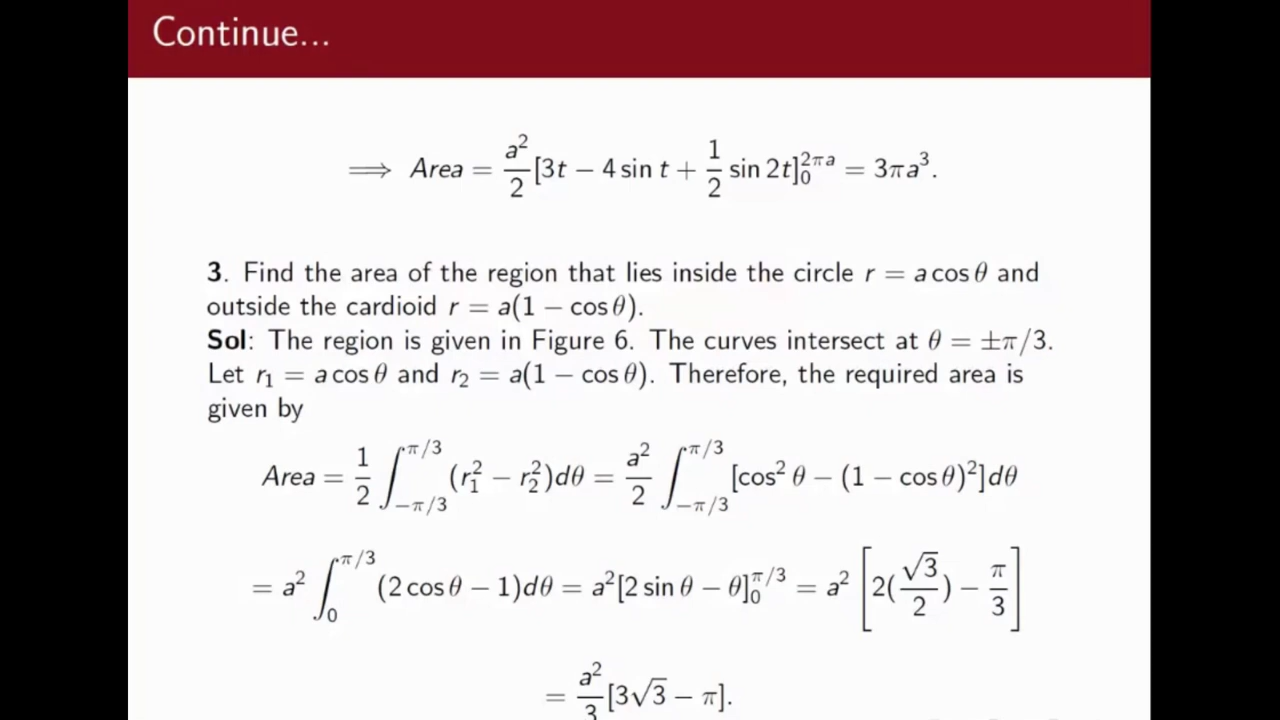 Continue...
⟹ Area = a²/2 [3t − 4 sin t + 1/2 sin 2t]₀^{2πa} = 3πa³.
3. Find the area of the region that lies inside the circle r = a cos θ and
outside the cardioid r = a(1 − cos θ).
Sol: The region is given in Figure 6. The curves intersect at θ = ±π/3.
Let r₁ = a cos θ and r₂ = a(1 − cos θ). Therefore, the required area is
given by
Area = 1/2 ∫_{−π/3}^{π/3} (r₁² − r₂²)dθ = a²/2 ∫_{−π/3}^{π/3} [cos² θ − (1 − cos θ)²]dθ
= a² ∫₀^{π/3} (2 cos θ − 1)dθ = a²[2 sin θ − θ]₀^{π/3} = a² [2(√3/2) − π/3]
= a²/3 [3√3 − π].